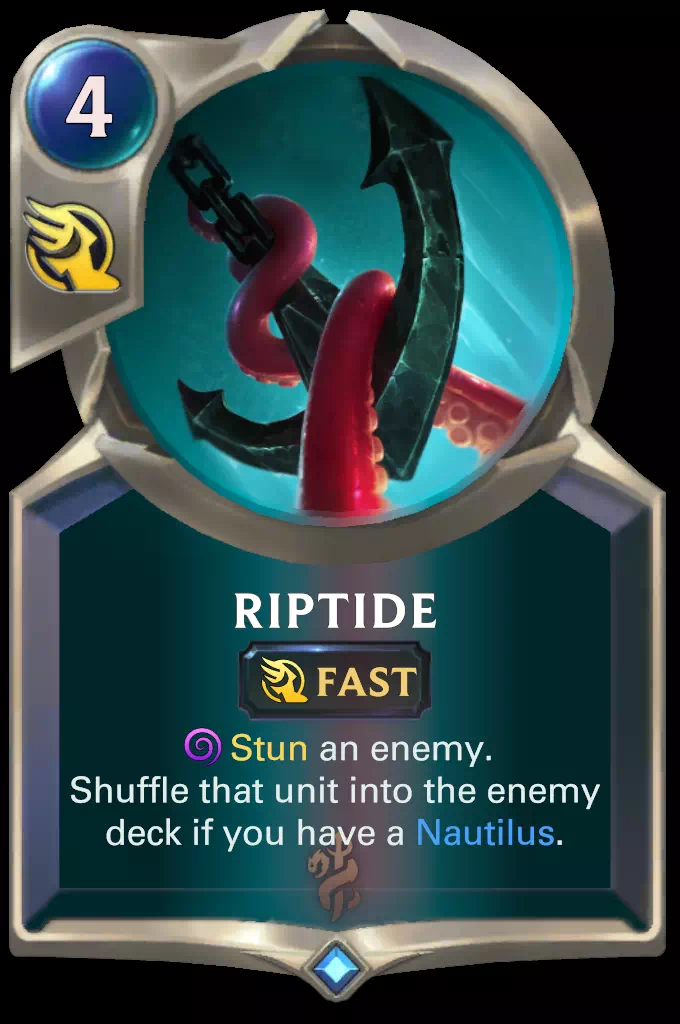 4
RIPTIDE
FAST
Stun an enemy.
Shuffle that unit into the enemy
deck if you have a Nautilus.